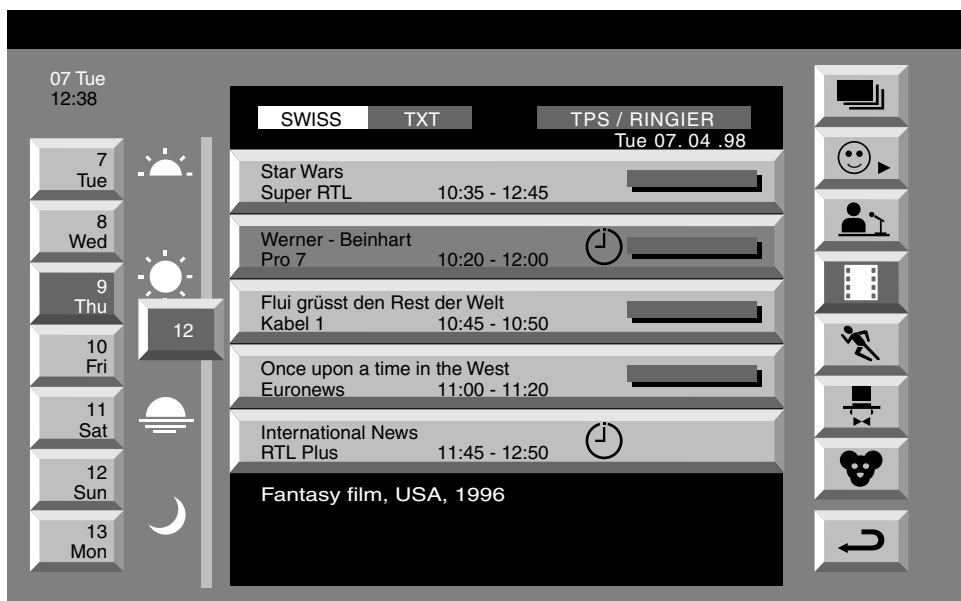 07 Tue
12:38
SWISS TXT TPS / RINGIER
Tue 07. 04 .98
7
Tue
8
Wed
9
Thu
10
Fri
11
Sat
12
Sun
13
Mon
12
Star Wars
Super RTL 10:35 - 12:45
Werner - Beinhart
Pro 7 10:20 - 12:00
Flui grüsst den Rest der Welt
Kabel 1 10:45 - 10:50
Once upon a time in the West
Euronews 11:00 - 11:20
International News
RTL Plus 11:45 - 12:50
Fantasy film, USA, 1996